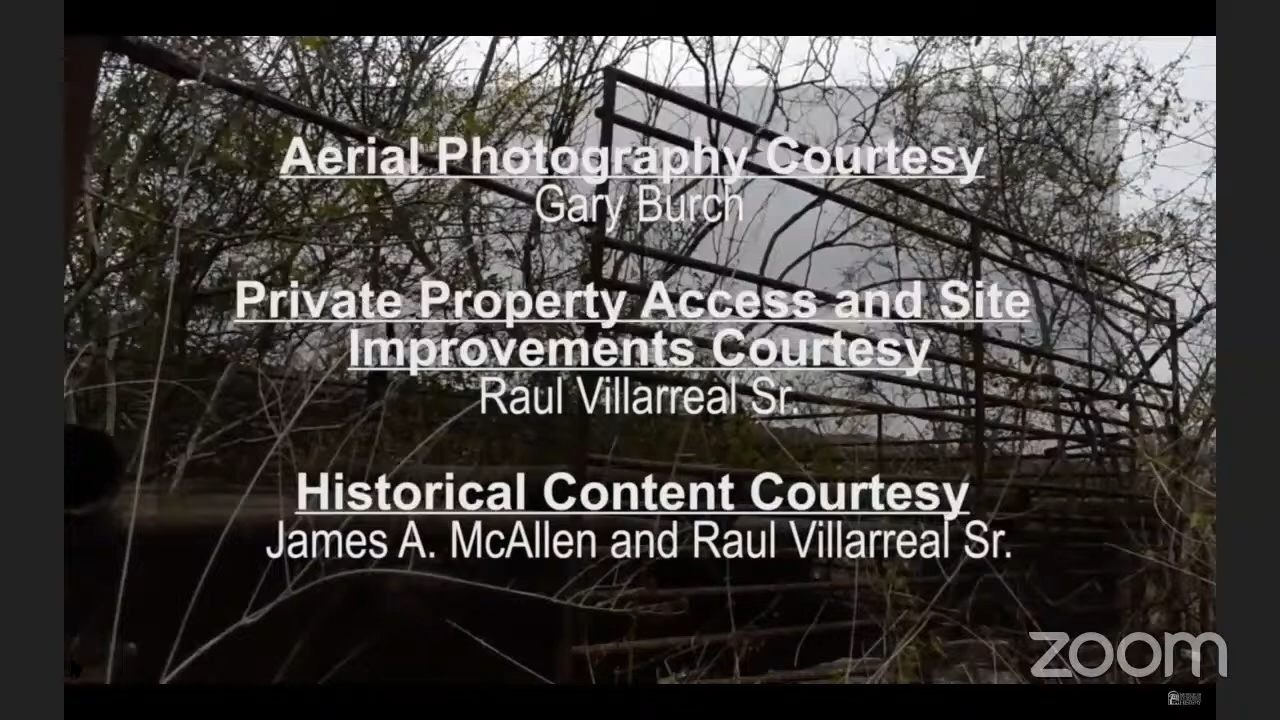 Aerial Photography Courtesy
Gary Burch
Private Property Access and Site
Improvements Courtesy
Raul Villarreal Sr.
Historical Content Courtesy
James A. McAllen and Raul Villarreal Sr.
zoom